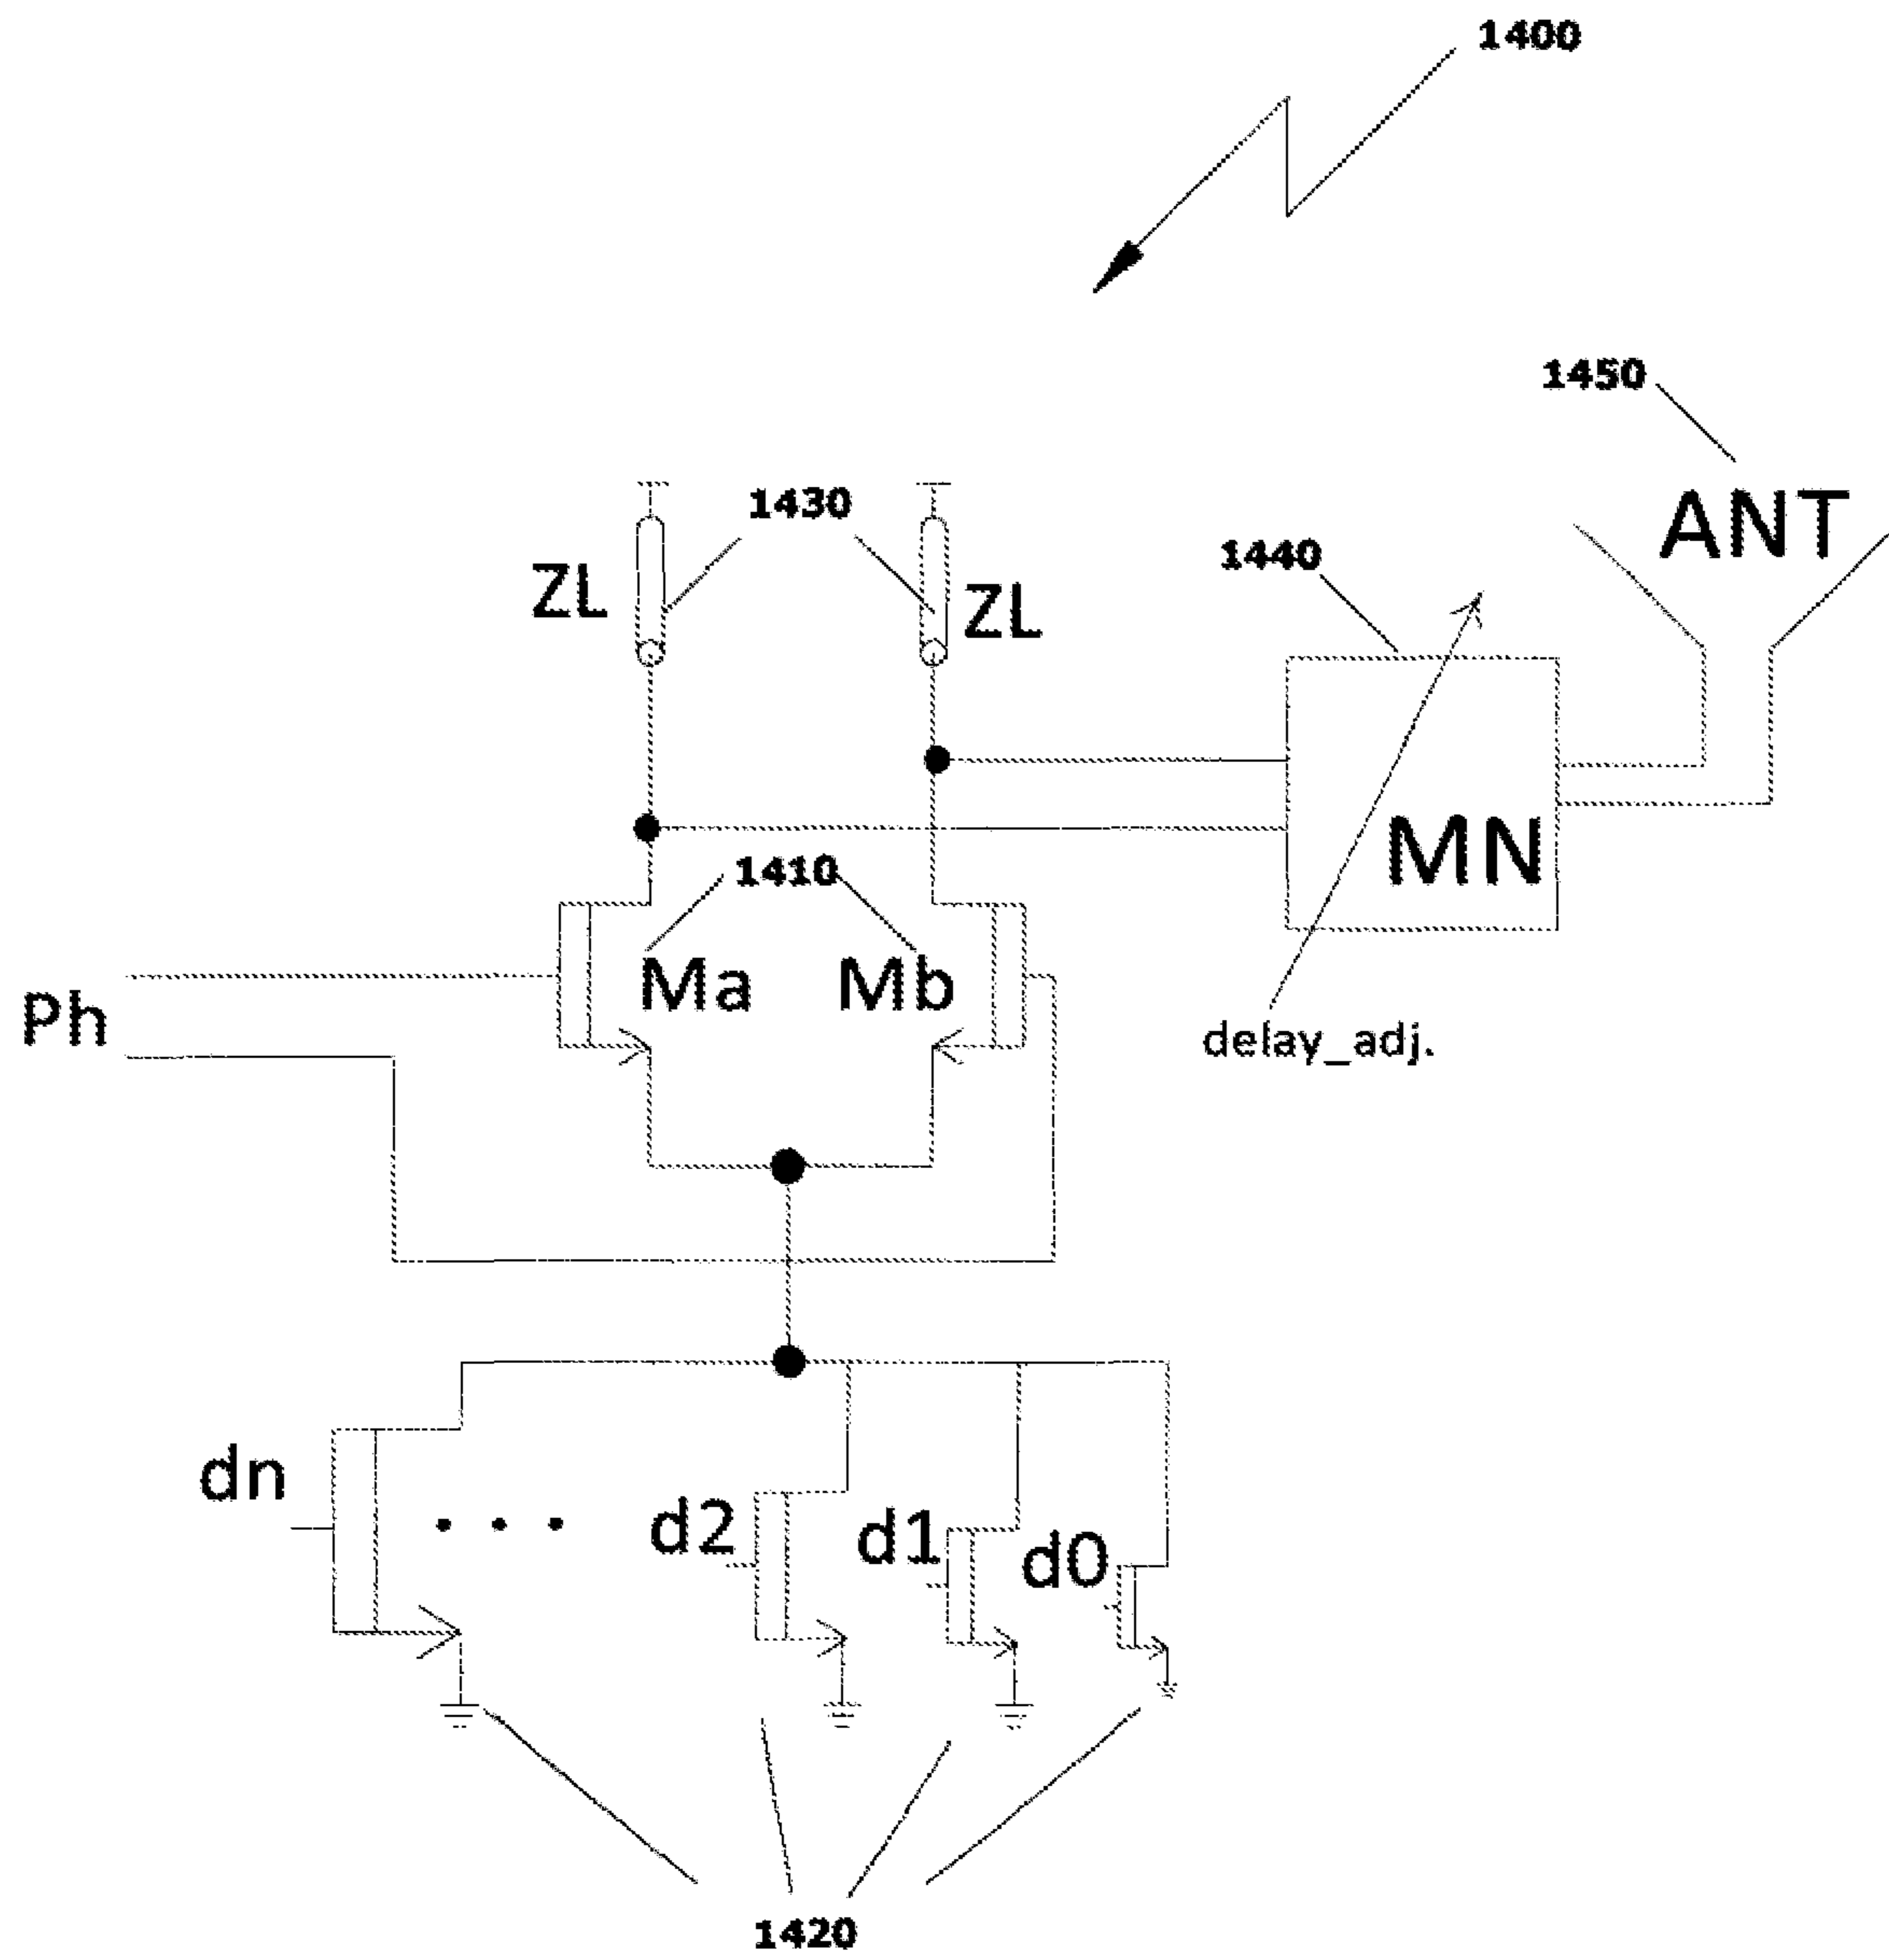 1400
1450
ANT
1430
1440
ZL
ZL
MN
1410
Ma
Mb
Ph
delay_adj.
dn
• • •
d2
d1
d0
1420